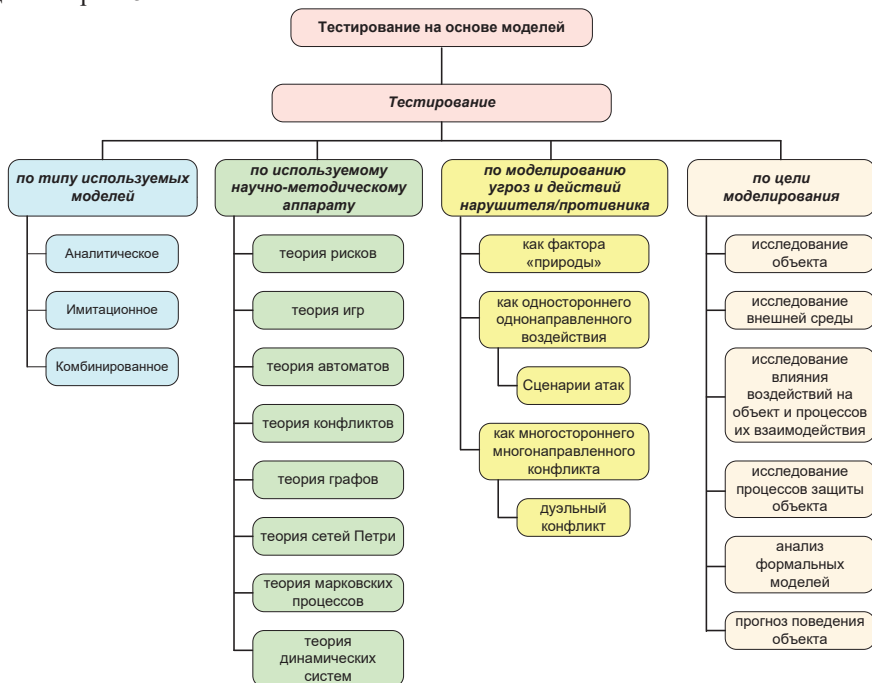 Тестирование на основе моделей
Тестирование
по типу используемых
моделей
Аналитическое
Имитационное
Комбинированное
по используемому
научно-методическому
аппарату
теория рисков
теория игр
теория автоматов
теория конфликтов
теория графов
теория сетей Петри
теория марковских
процессов
теория
динамических
систем
по моделированию
угроз и действий
нарушителя/противника
как фактора
«природы»
как одностороннего
однонаправленного
воздействия
Сценарии атак
как многостороннего
многонаправленного
конфликта
дуэльный
конфликт
по цели
моделирования
исследование
объекта
исследование
внешней среды
исследование
влияния
воздействий на
объект и процессов
их взаимодействия
исследование
процессов защиты
объекта
анализ
формальных
моделей
прогноз поведения
объекта